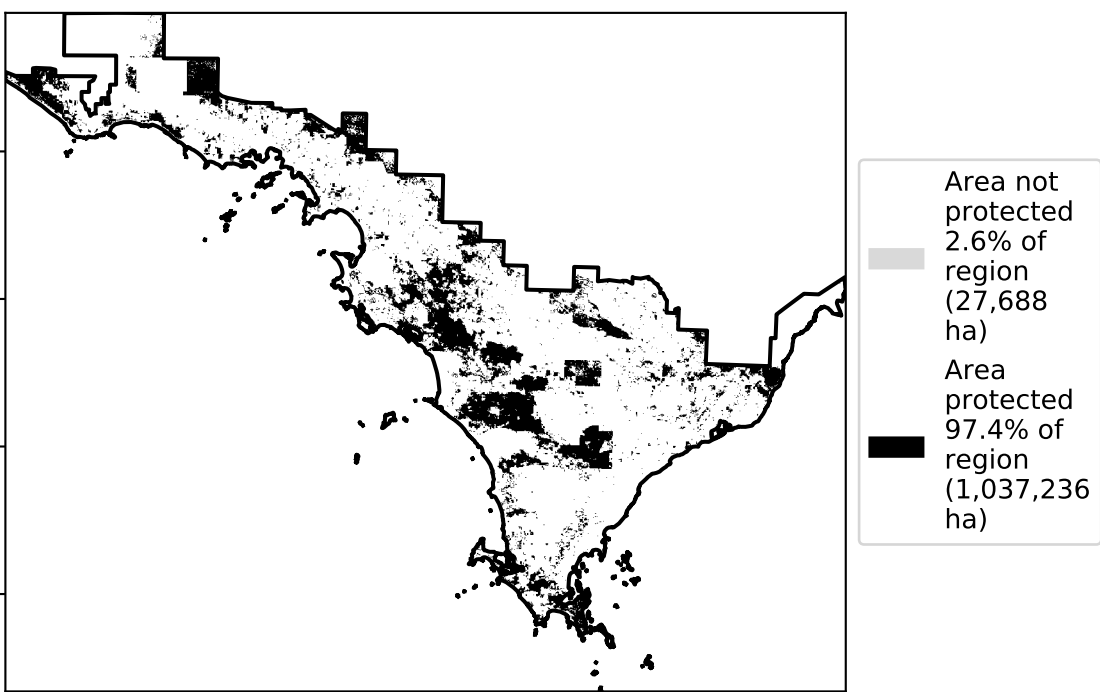 Area not
protected
2.6% of
region
(27,688
ha)
Area
protected
97.4% of
region
(1,037,236
ha)